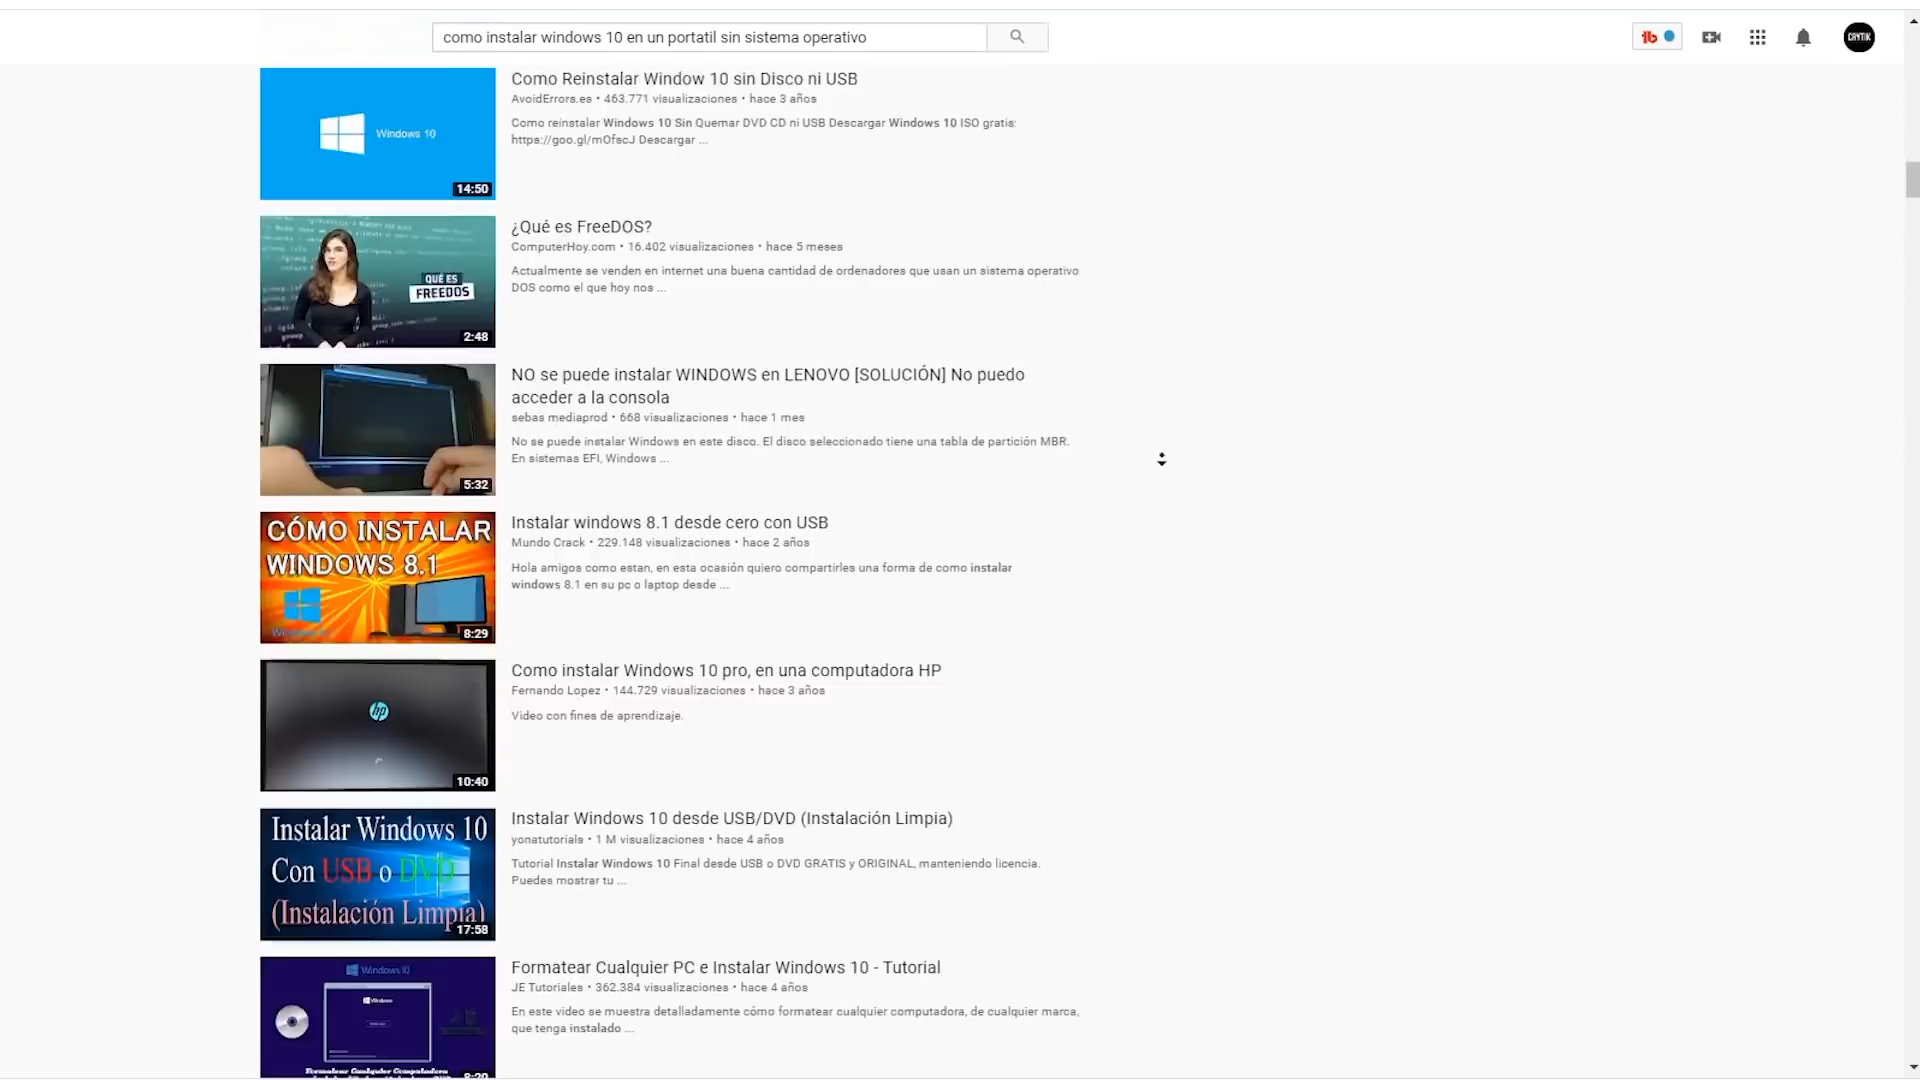 como instalar windows 10 en un portatil sin sistema operativo
CRYTIK
Windows 10
14:50
Como Reinstalar Window 10 sin Disco ni USB
AvoidErrors.es • 463.771 visualizaciones • hace 3 años
Como reinstalar Windows 10 Sin Quemar DVD CD ni USB Descargar Windows 10 ISO gratis:
https://goo.gl/mOfscJ Descargar ...
QUÉ ES
FREEDOS
2:48
¿Qué es FreeDOS?
ComputerHoy.com • 16.402 visualizaciones • hace 5 meses
Actualmente se venden en internet una buena cantidad de ordenadores que usan un sistema operativo
DOS como el que hoy nos ...
5:32
NO se puede instalar WINDOWS en LENOVO [SOLUCIÓN] No puedo
acceder a la consola
sebas mediaprod • 668 visualizaciones • hace 1 mes
No se puede instalar Windows en este disco. El disco seleccionado tiene una tabla de partición MBR.
En sistemas EFI, Windows ...
CÓMO INSTALAR
WINDOWS 8.1
8:29
Instalar windows 8.1 desde cero con USB
Mundo Crack • 229.148 visualizaciones • hace 2 años
Hola amigos como estan, en esta ocasión quiero compartirles una forma de como instalar
windows 8.1 en su pc o laptop desde ...
hp
10:40
Como instalar Windows 10 pro, en una computadora HP
Fernando Lopez • 144.729 visualizaciones • hace 3 años
Video con fines de aprendizaje.
Instalar Windows 10
Con USB o DVD
(Instalación Limpia)
17:58
Instalar Windows 10 desde USB/DVD (Instalación Limpia)
yonatutorials • 1 M visualizaciones • hace 4 años
Tutorial Instalar Windows 10 Final desde USB o DVD GRATIS y ORIGINAL, manteniendo licencia.
Puedes mostrar tu ...
Windows 10
Windows
Formatear Cualquier Computadora
8:20
Formatear Cualquier PC e Instalar Windows 10 - Tutorial
JE Tutoriales • 362.384 visualizaciones • hace 4 años
En este video se muestra detalladamente cómo formatear cualquier computadora, de cualquier marca,
que tenga instalado ...